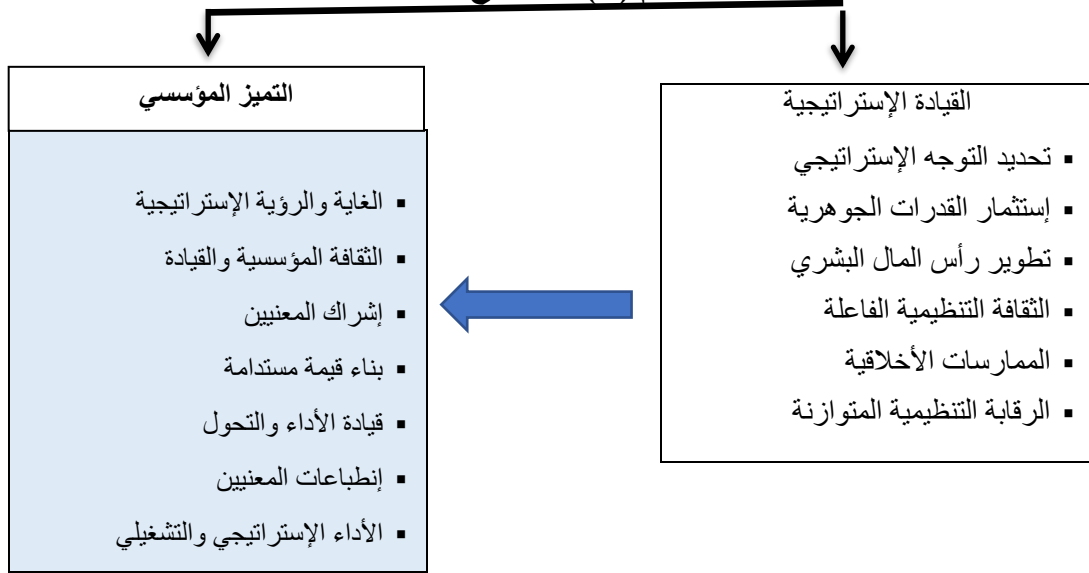 القيادة الإستراتيجية
▪ تحديد التوجه الإستراتيجي
▪ إستثمار القدرات الجوهرية
▪ تطوير رأس المال البشري
▪ الثقافة التنظيمية الفاعلة
▪ الممارسات الأخلاقية
▪ الرقابة التنظيمية المتوازنة
التميز المؤسسي
▪ الغاية والرؤية الإستراتيجية
▪ الثقافة المؤسسية والقيادة
▪ إشراك المعنيين
▪ بناء قيمة مستدامة
▪ قيادة الأداء والتحول
▪ إنطباعات المعنيين
▪ الأداء الإستراتيجي والتشغيلي